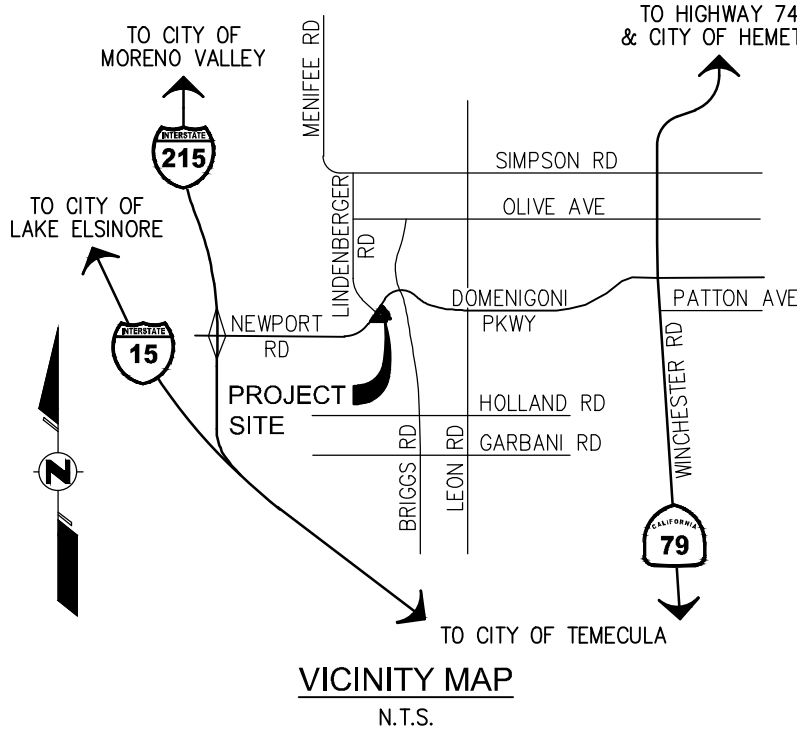 TO CITY OF
MORENO VALLEY
MENIFEE RD
TO HIGHWAY 74
& CITY OF HEMET
INTERSTATE
215
SIMPSON RD
OLIVE AVE
LINDENBERGER
RD
TO CITY OF
LAKE ELSINORE
INTERSTATE
15
NEWPORT
RD
DOMENIGONI
PKWY
PATTON AVE
PROJECT
SITE
HOLLAND RD
GARBANI RD
BRIGGS RD
LEON RD
WINCHESTER RD
N
CALIFORNIA
79
TO CITY OF TEMECULA
VICINITY MAP
N.T.S.